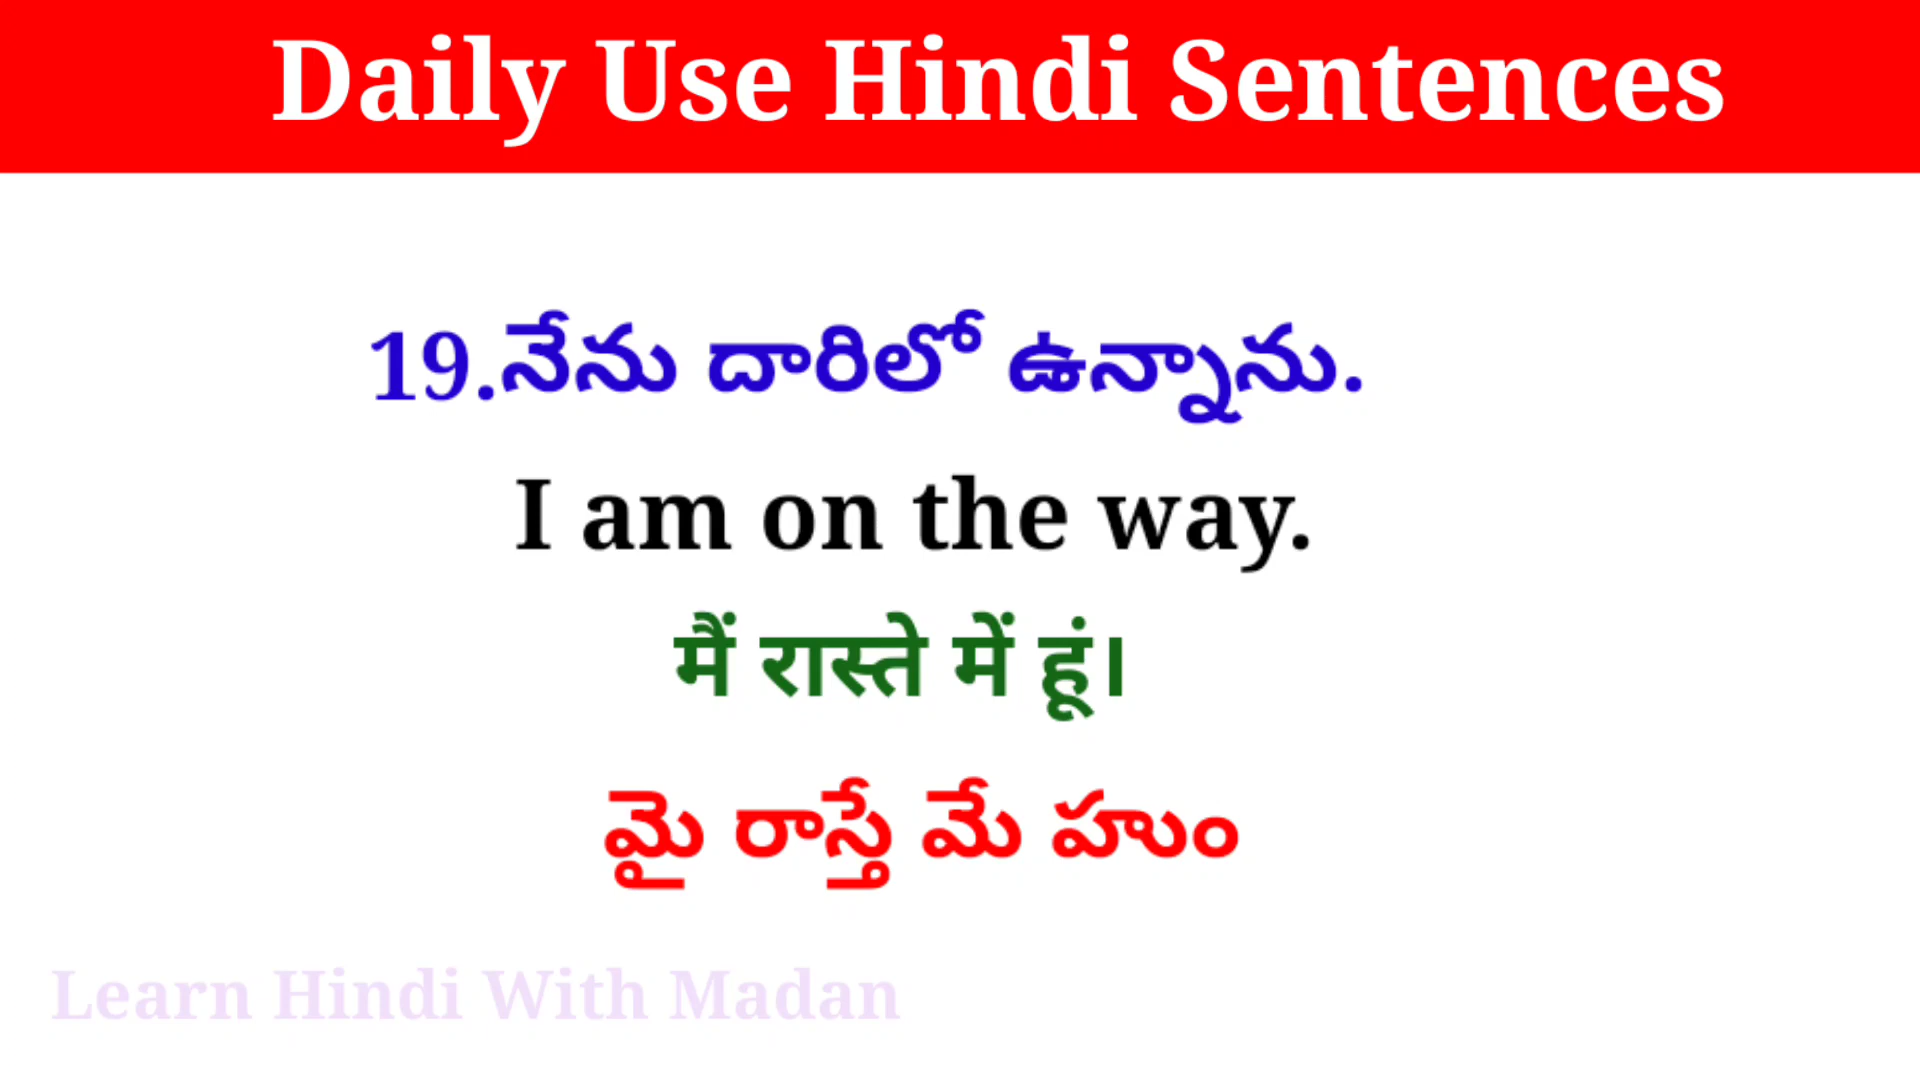 Daily Use Hindi Sentences
19.నేను దారిలో ఉన్నాను.
I am on the way.
मैं रास्ते में हूं।
మై రాస్తే మే హుం
Learn Hindi With Madan